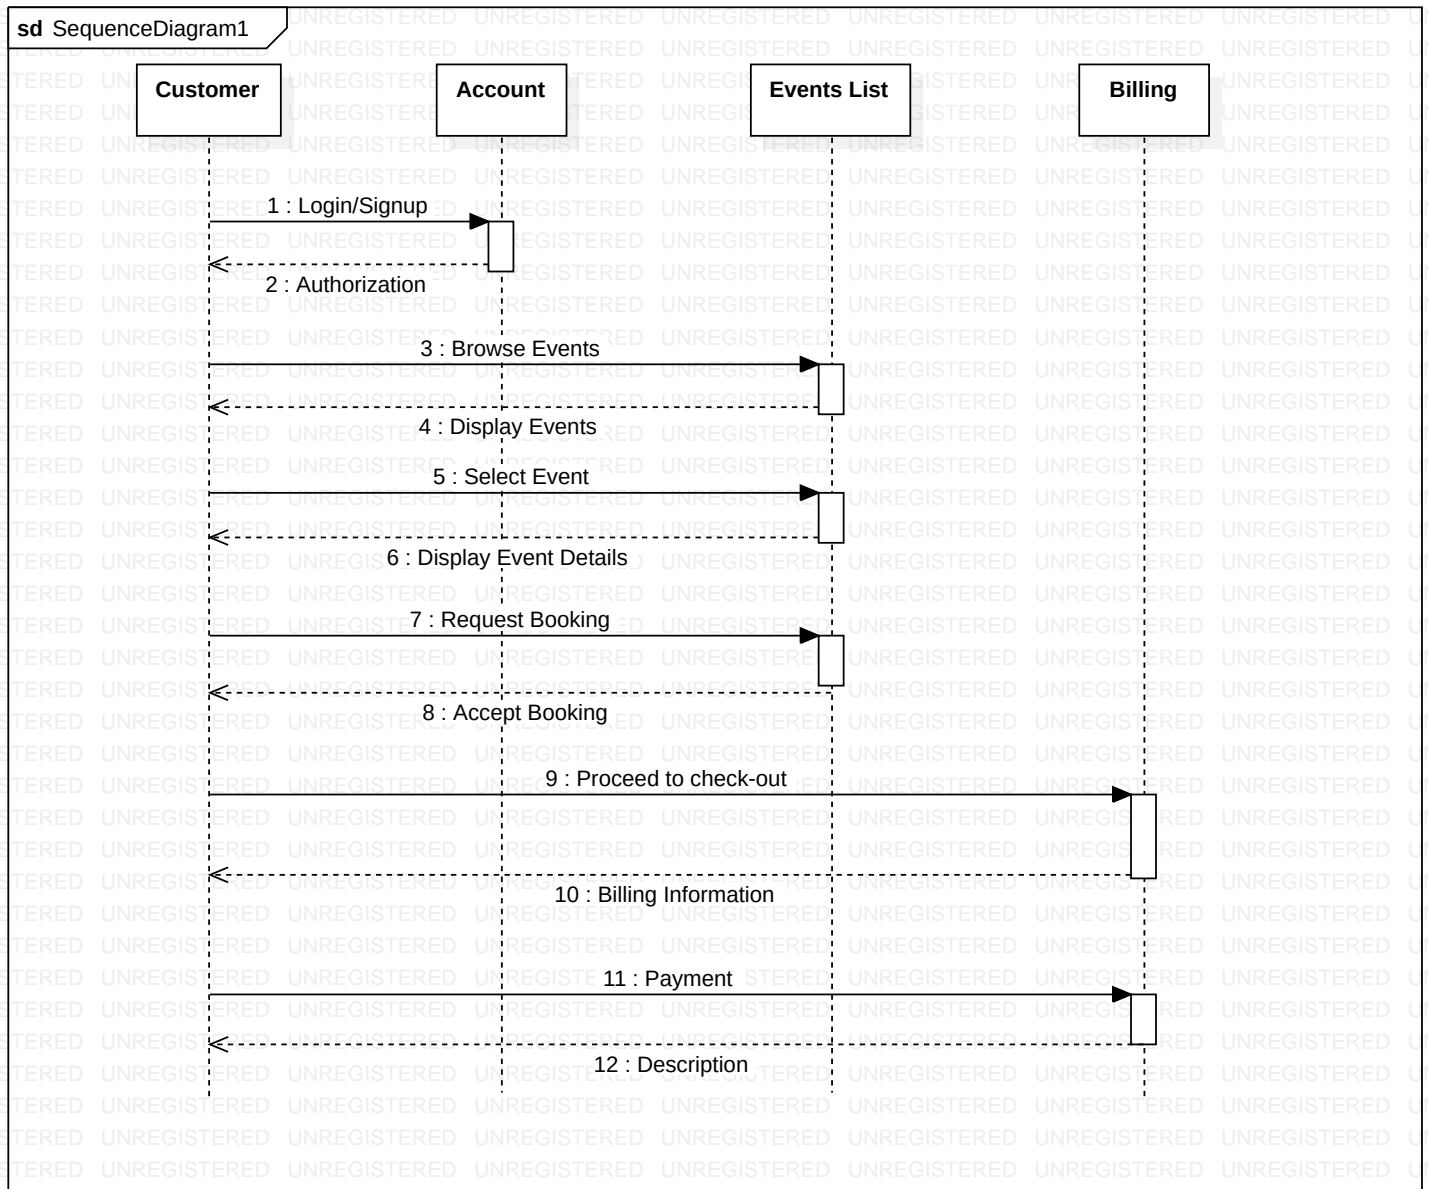 sd SequenceDiagram1
Customer
Account
Events List
Billing
1 : Login/Signup
2 : Authorization
3 : Browse Events
4 : Display Events
5 : Select Event
6 : Display Event Details
7 : Request Booking
8 : Accept Booking
9 : Proceed to check-out
10 : Billing Information
11 : Payment
12 : Description
UNREGISTERED